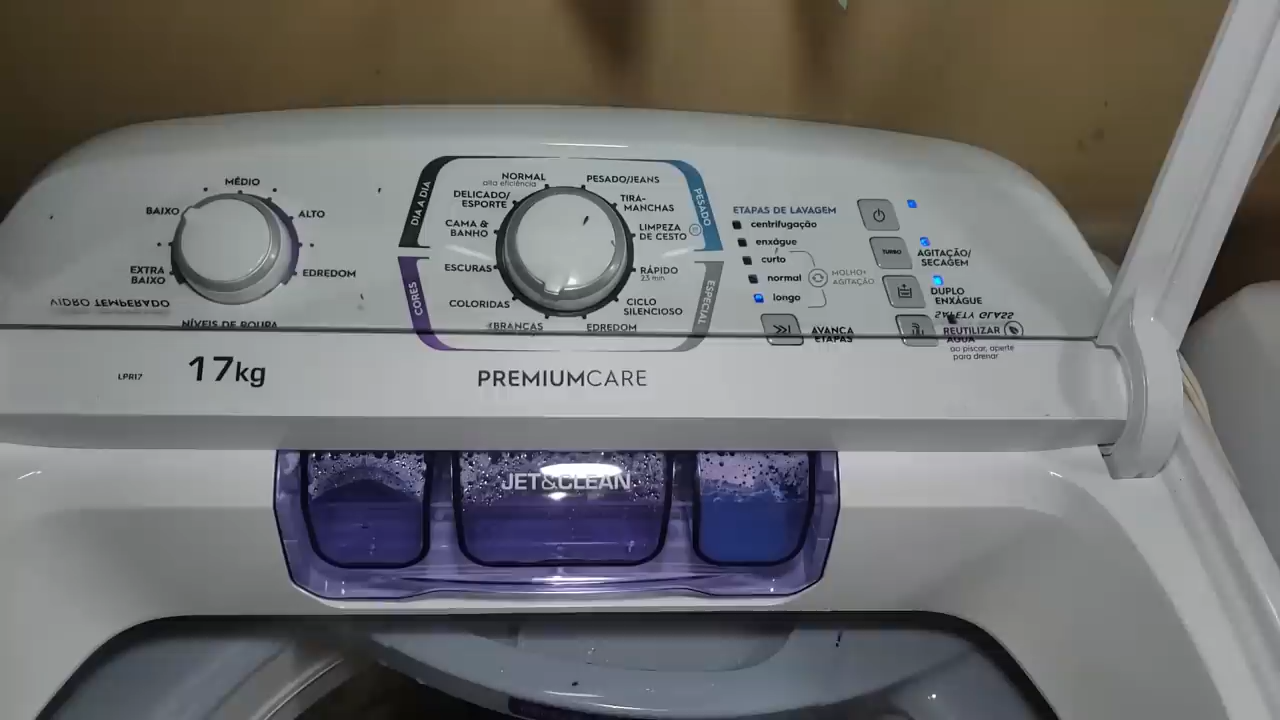 MÉDIO
BAIXO
ALTO
EXTRA
BAIXO
EDREDOM
VIDRO TEMPERADO
NÍVEIS DE ROUPA
DIA A DIA
NORMAL
alta eficiência
DELICADO/
ESPORTE
CAMA &
BANHO
CORES
ESCURAS
COLORIDAS
BRANCAS
PESADO
PESADO/JEANS
TIRA-
MANCHAS
LIMPEZA
DE CESTO
ESPECIAL
RÁPIDO
23 min
CICLO
SILENCIOSO
EDREDOM
ETAPAS DE LAVAGEM
centrifugação
enxágue
curto
normal
longo
MOLHO+
AGITAÇÃO
AVANÇA
ETAPAS
TURBO
AGITAÇÃO/
SECAGEM
DUPLO
ENXÁGUE
SAFETY GLASS
REUTILIZAR
ÁGUA
ao piscar, aperte
para drenar
LPR17
17kg
PREMIUMCARE
JET&CLEAN